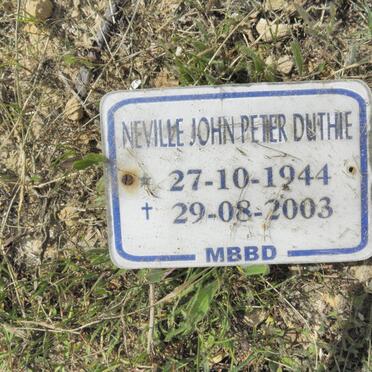 NEVILLE JOHN PETER DUTHIE
* 27-10-1944
† 29-08-2003
MBBD